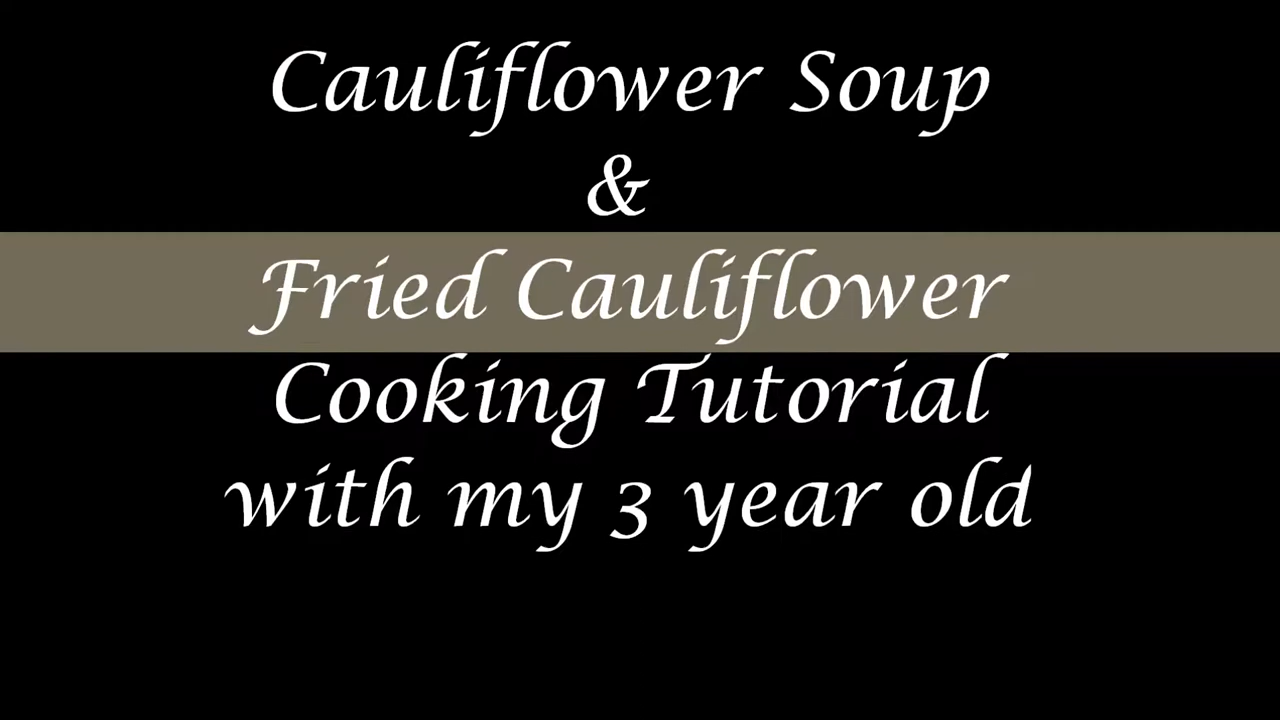 Cauliflower Soup
&
Fried Cauliflower
Cooking Tutorial
with my 3 year old